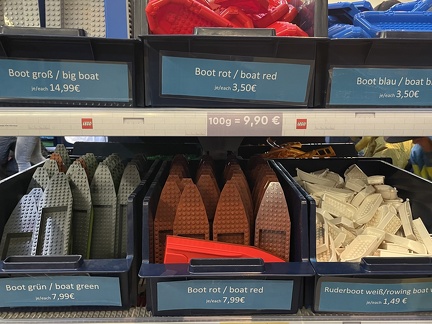 Boot groß / big boat
je/each 14,99€
Boot rot / boat red
je/each 3,50€
Boot blau / boat b
je/each 3,50€
LEGO
100g = 9,90 €
LEGO
Boot grün / boat green
je/each 7,99€
Boot rot / boat red
je/each 7,99€
Ruderboot weiß/rowing boat w
je/each 1,49 €